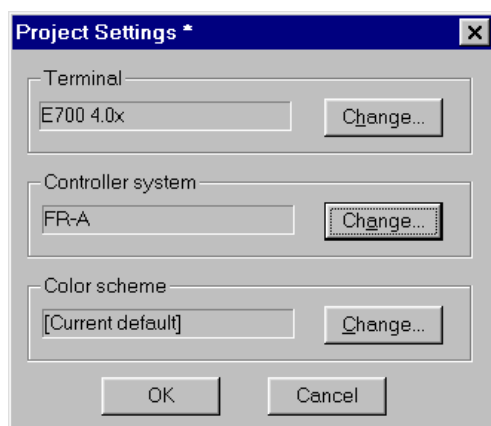 Project Settings *
Terminal
E700 4.0x
Change...
Controller system
FR-A
Change...
Color scheme
[Current default]
Change...
OK Cancel